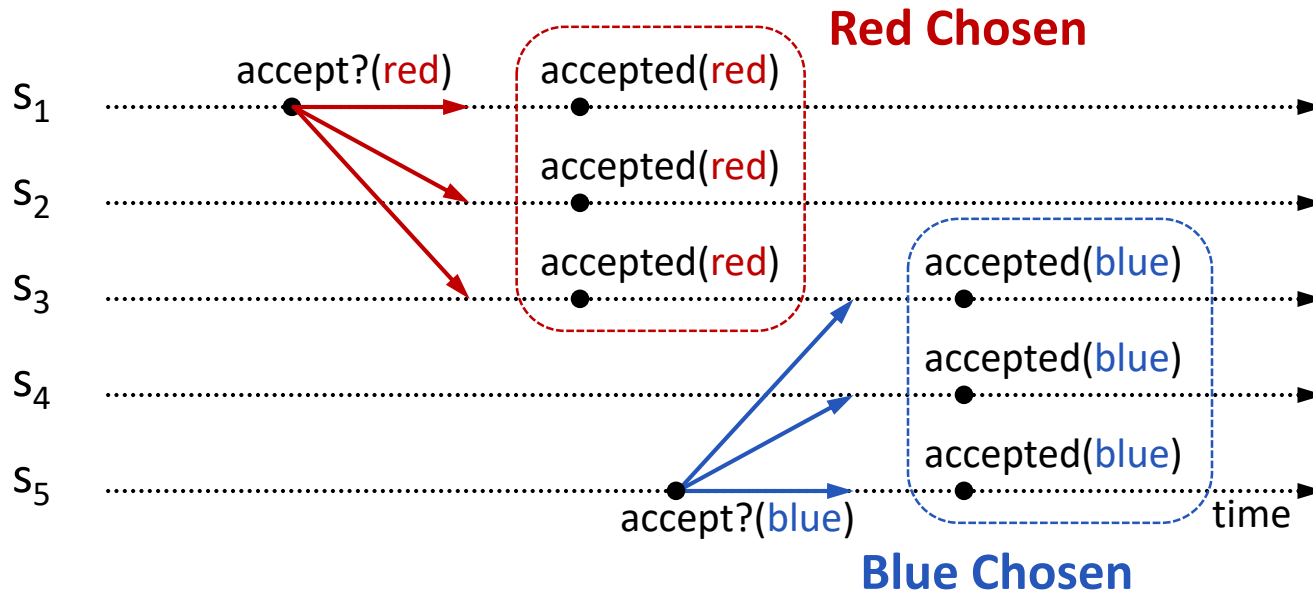 Red Chosen
accept?(red)
accepted(red)
S1
accepted(red)
S2
accepted(red)
accepted(blue)
S3
accepted(blue)
S4
accepted(blue)
S5
accept?(blue)
time
Blue Chosen